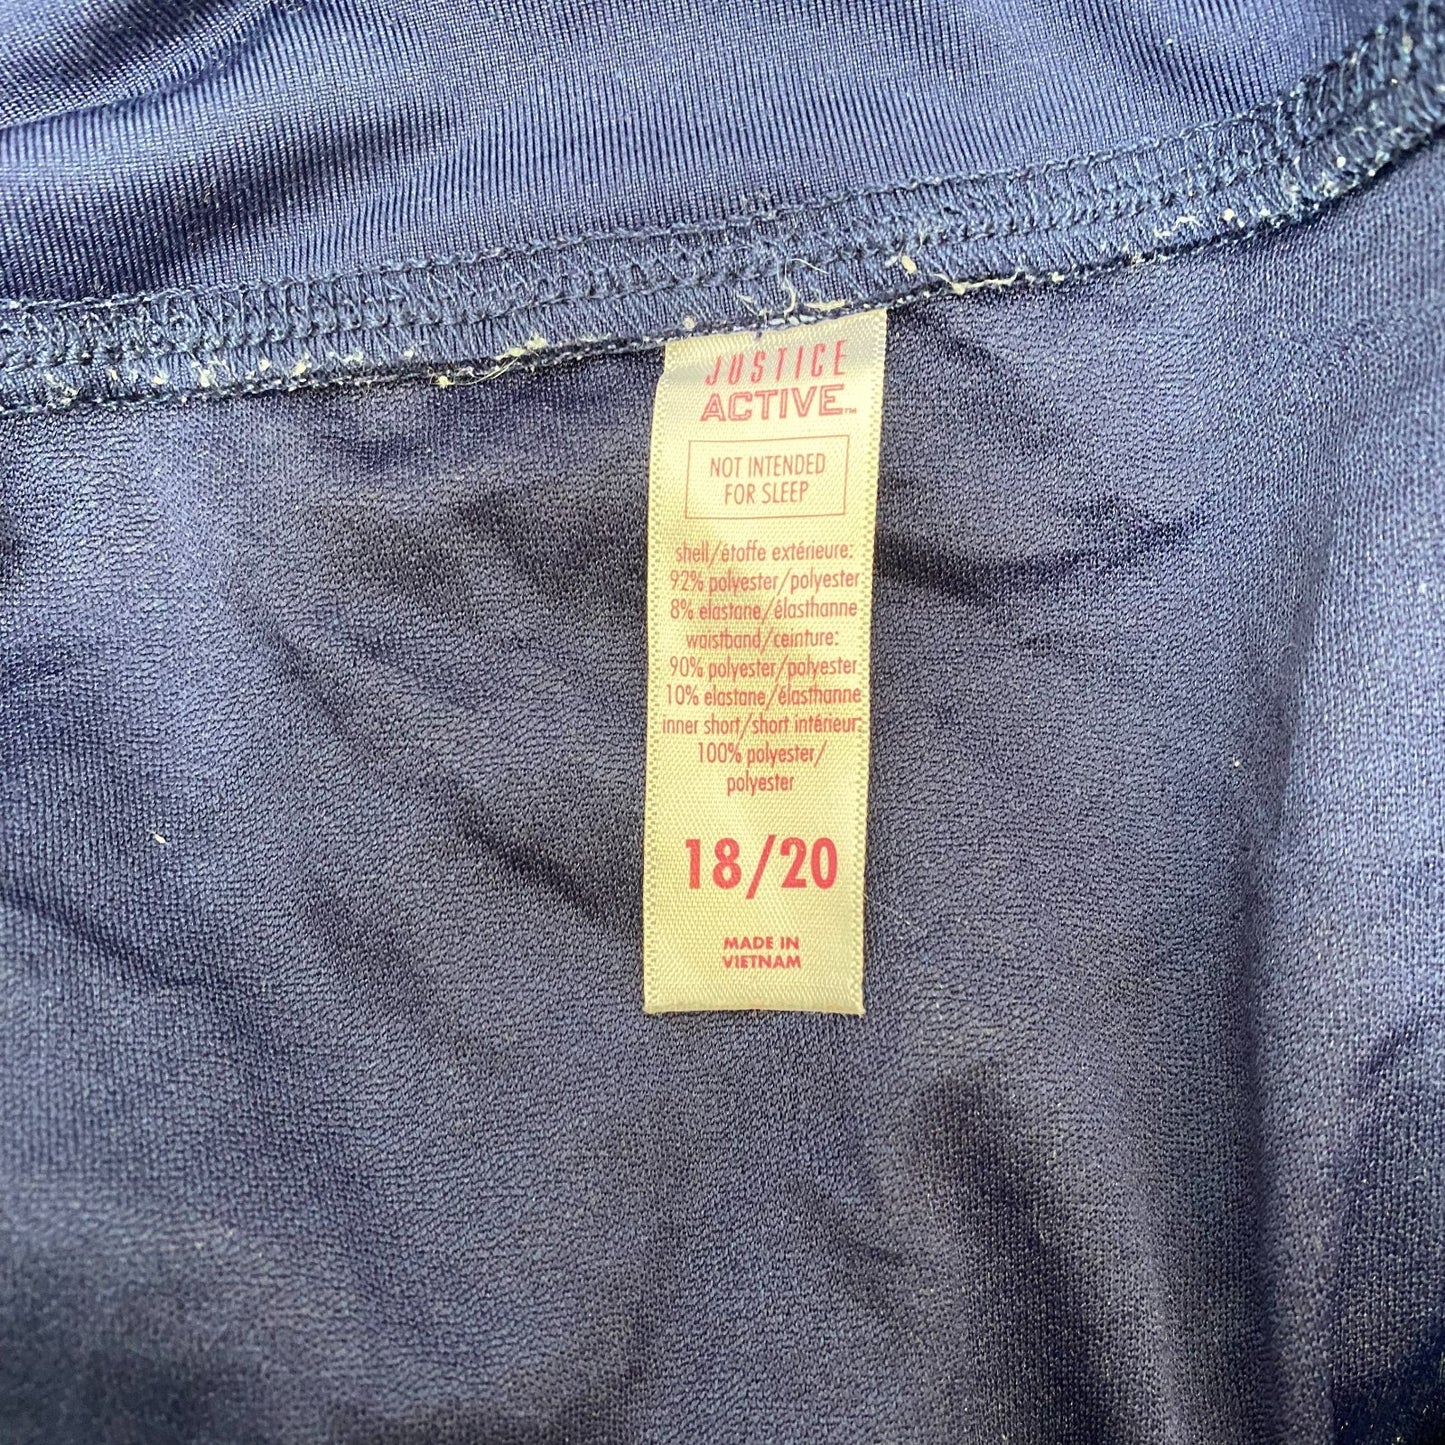 JUSTICE
ACTIVE™
NOT INTENDED
FOR SLEEP
shell/étoffe extérieure:
92% polyester/polyester
8% elastane/élasthanne
waistband/ceinture:
90% polyester/polyester
10% elastane/élasthanne
inner short/short intérieur:
100% polyester/
polyester
18/20
MADE IN
VIETNAM